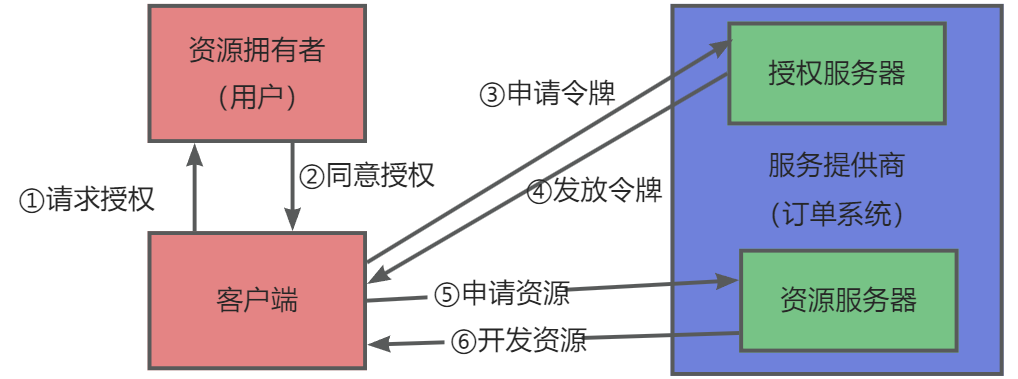 资源拥有者
（用户）
授权服务器
③申请令牌
服务提供商
（订单系统）
②同意授权
①请求授权
④发放令牌
客户端
⑤申请资源
资源服务器
⑥开发资源